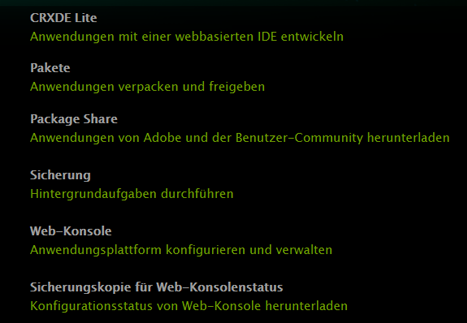 CRXDE Lite
Anwendungen mit einer webbasierten IDE entwickeln
Pakete
Anwendungen verpacken und freigeben
Package Share
Anwendungen von Adobe und der Benutzer-Community herunterladen
Sicherung
Hintergrundaufgaben durchführen
Web-Konsole
Anwendungsplattform konfigurieren und verwalten
Sicherungskopie für Web-Konsolenstatus
Konfigurationsstatus von Web-Konsole herunterladen